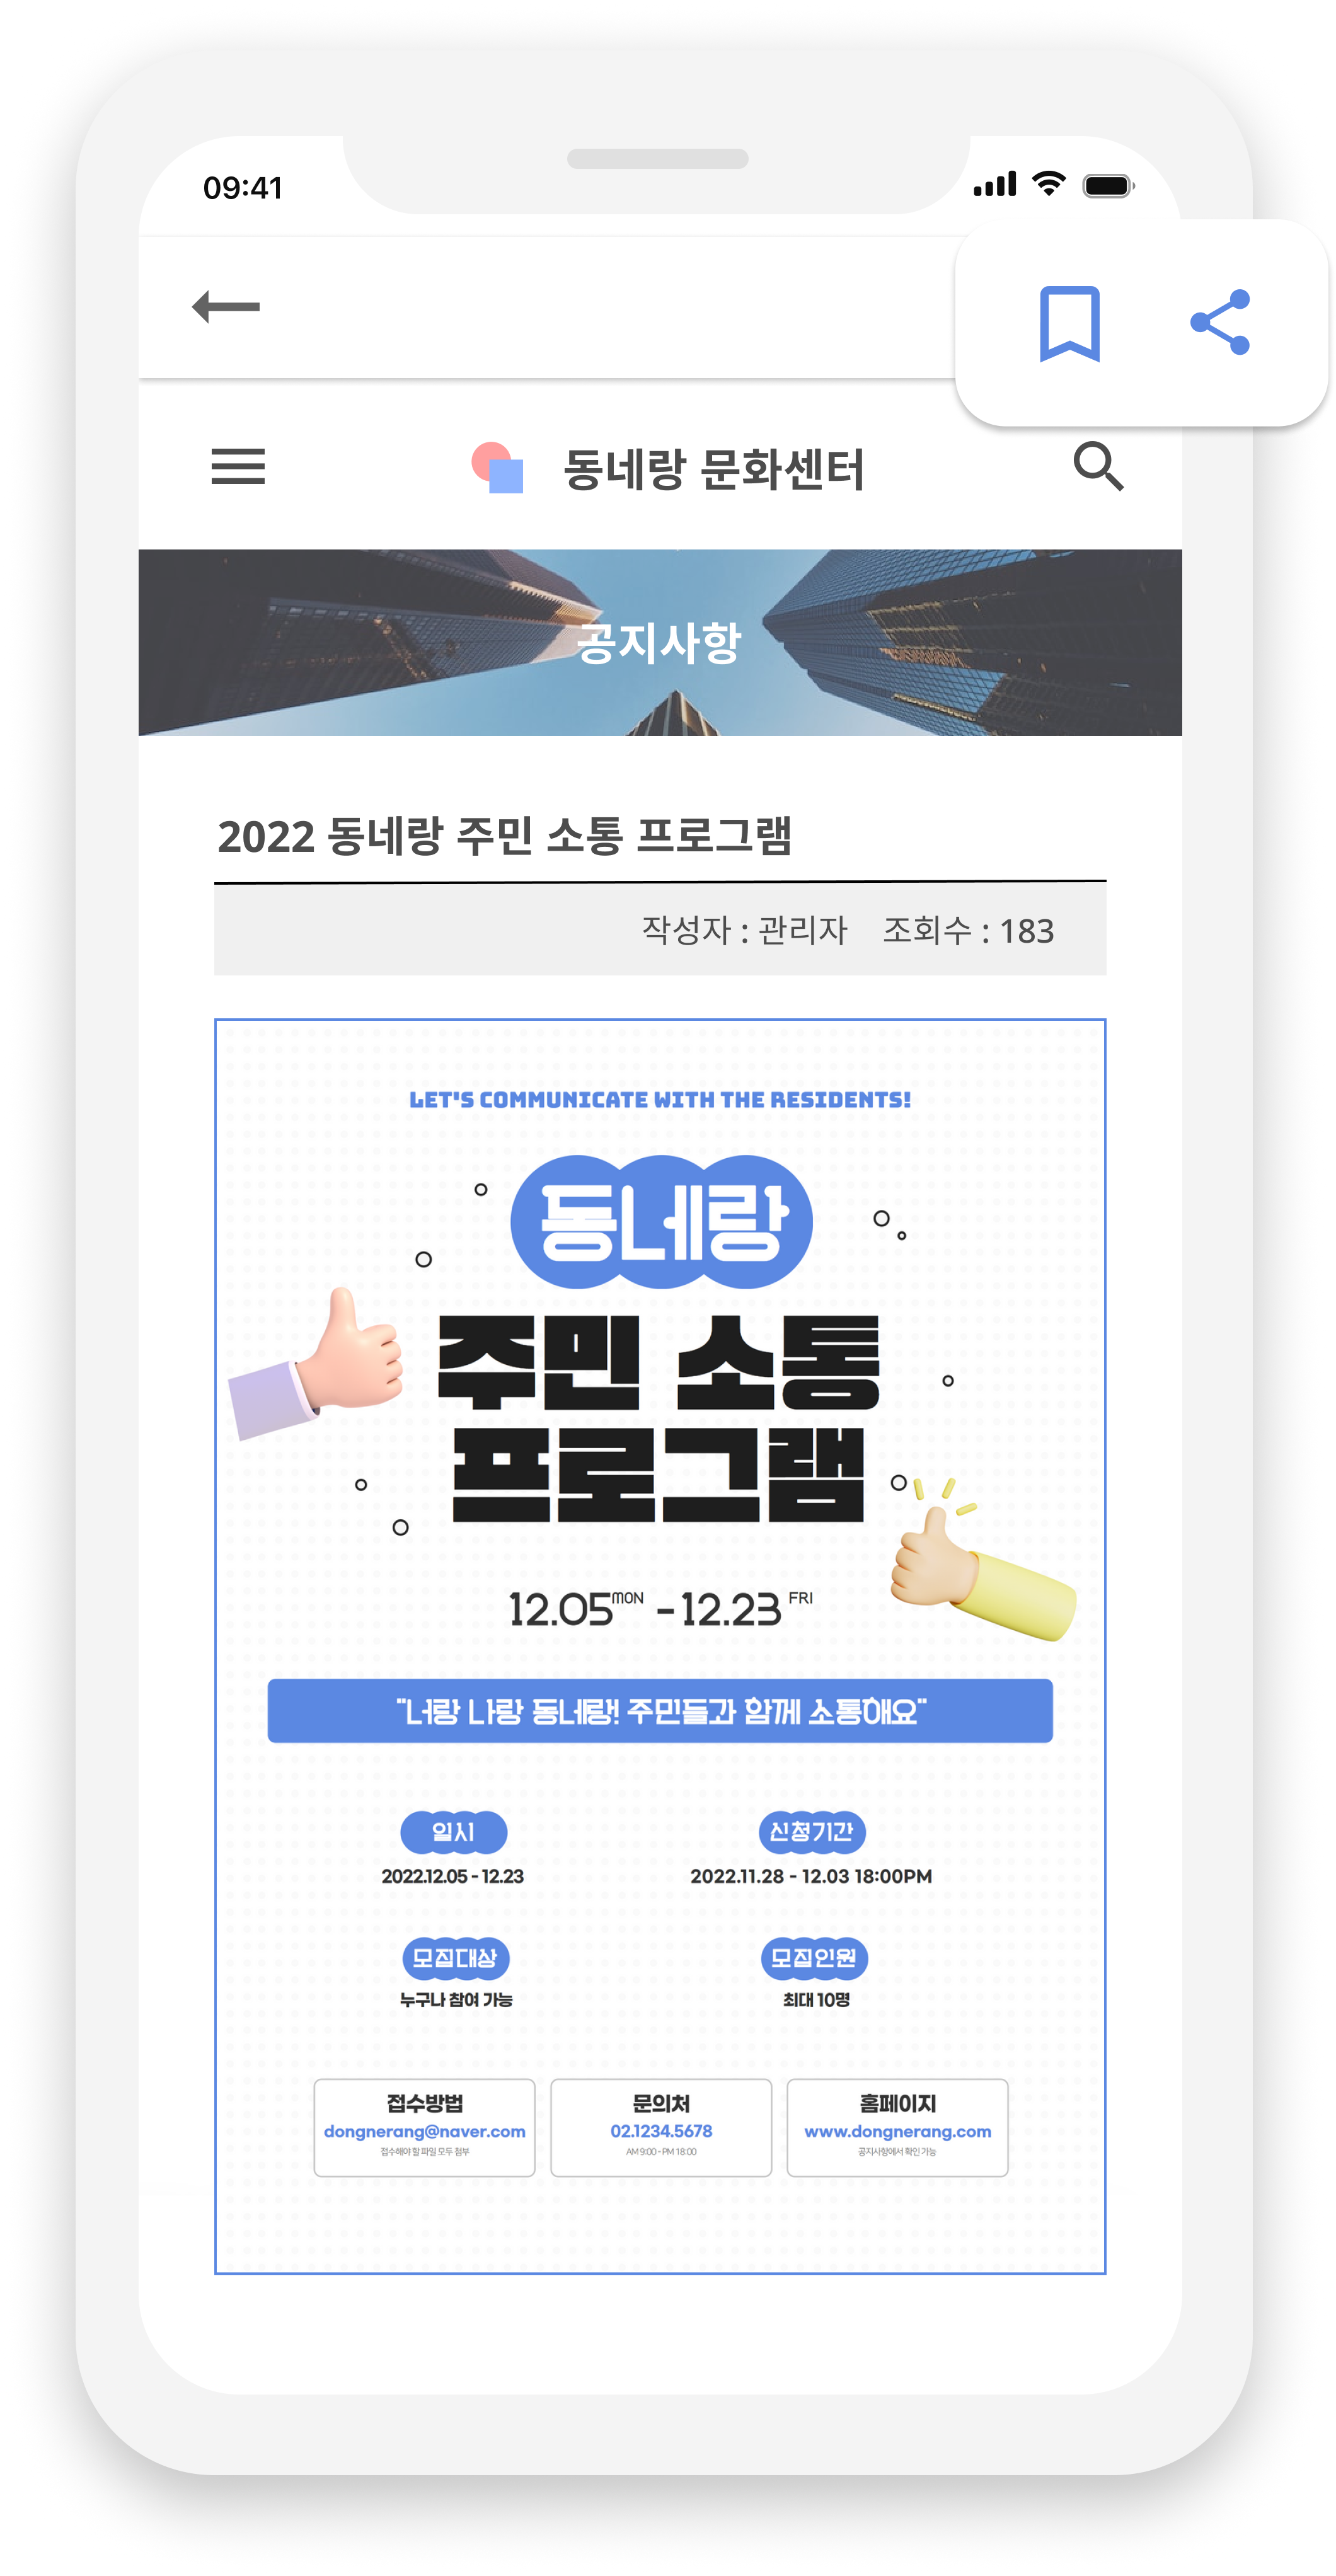 09:41
동네랑 문화센터
공지사항
2022 동네랑 주민 소통 프로그램
작성자 : 관리자 조회수 : 183
LET'S COMMUNICATE WITH THE RESIDENTS!
동네랑
주민 소통
프로그램
12.05 MON - 12.23 FRI
"너랑 나랑 동네랑! 주민들과 함께 소통해요"
일시
2022.12.05 - 12.23
신청기간
2022.11.28 - 12.03 18:00PM
모집대상
누구나 참여 가능
모집인원
최대 10명
접수방법
dongnerang@naver.com
접수해야 할 파일 모두 첨부
문의처
02.1234.5678
AM 9:00 - PM 18:00
홈페이지
www.dongnerang.com
공지사항에서 확인 가능